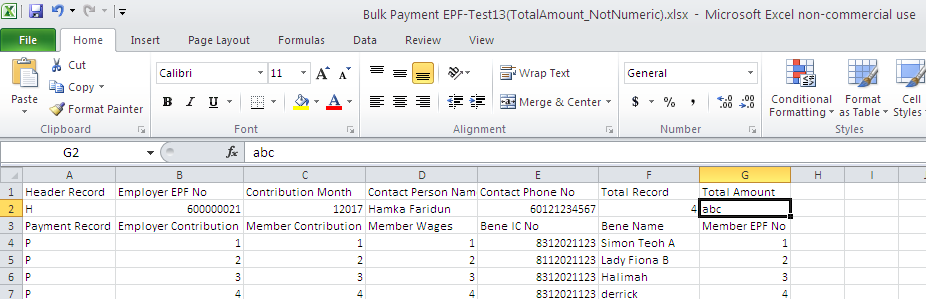 Bulk Payment EPF-Test13(TotalAmount_NotNumeric).xlsx - Microsoft Excel non-commercial use
File Home Insert Page Layout Formulas Data Review View
Paste Cut Copy Format Painter Clipboard
Calibri 11 A A B I U A Font
Wrap Text Merge & Center Alignment
General $ % , .0 .00 .00 .0 Number
Conditional Formatting Format as Table Cell Styles Styles
G2 fx abc
A B C D E F G H I
1 Header Record Employer EPF No Contribution Month Contact Person Nam Contact Phone No Total Record Total Amount
2 H 600000021 12017 Hamka Faridun 60121234567 4 abc
3 Payment Record Employer Contribution Member Contribution Member Wages Bene IC No Bene Name Member EPF No
4 P 1 1 1 8312021123 Simon Teoh A 1
5 P 2 2 2 8112021123 Lady Fiona B 2
6 P 3 3 3 8312021123 Halimah 3
7 P 4 4 4 8312021123 derrick 4